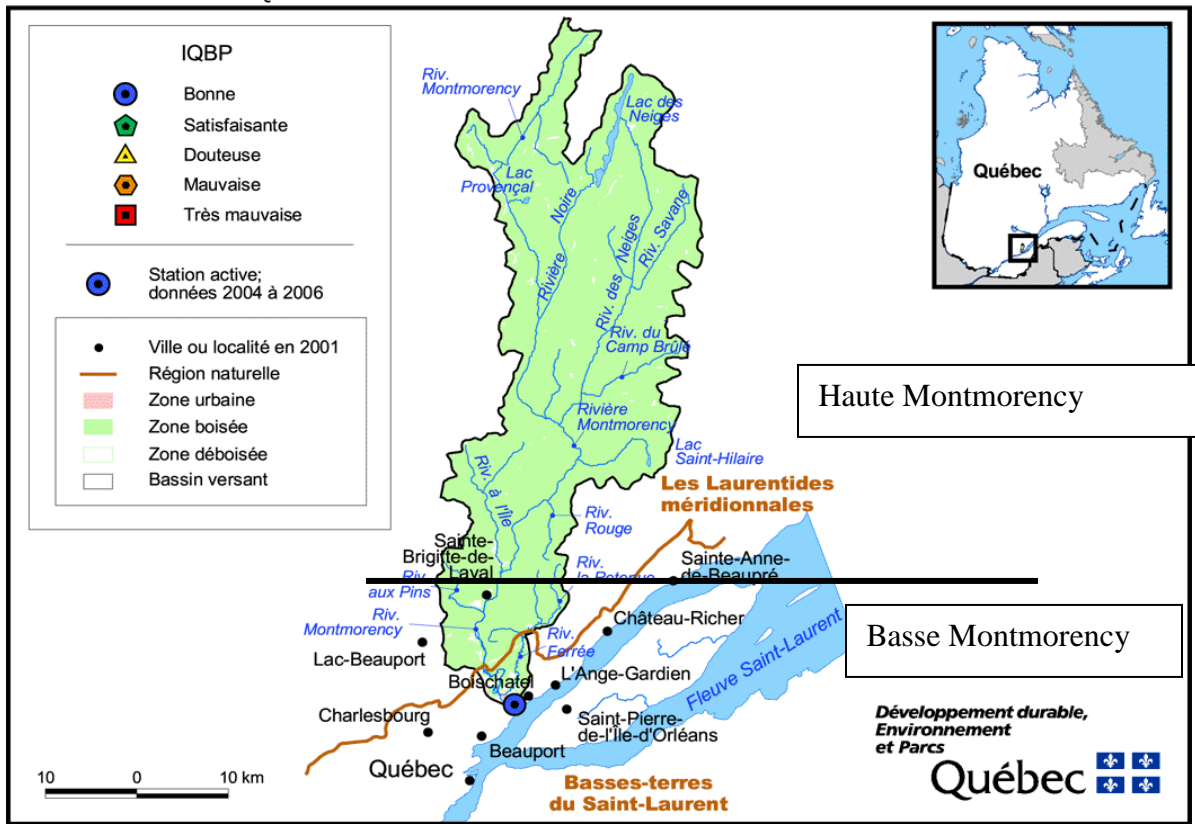 IQBP
Bonne
Satisfaisante
Douteuse
Mauvaise
Très mauvaise
Station active;
données 2004 à 2006
Ville ou localité en 2001
Région naturelle
Zone urbaine
Zone boisée
Zone déboisée
Bassin versant
Riv.
Montmorency
Lac des
Neiges
Lac
Provençal
Rivière
Noire
Riv. des
Neiges
Riv. Savane
Riv. du
Camp Brûlé
Rivière
Montmorency
Lac
Saint-Hilaire
Riv. à l'Île
Les Laurentides
méridionnales
Riv.
Rouge
Sainte-
Brigitte-de-
Laval
Riv.
aux Pins
Riv.
Sainte-Anne-
de-Beaupré
Riv.
Montmorency
Château-Richer
Lac-Beauport
Riv.
Ferrée
L'Ange-Gardien
Boischatel
Fleuve Saint-Laurent
Charlesbourg
Saint-Pierre-
de-l'Île-d'Orléans
Beauport
Québec
Basses-terres
du Saint-Laurent
10 0 10 km
Québec
Haute Montmorency
Basse Montmorency
Développement durable,
Environnement
et Parcs
Québec